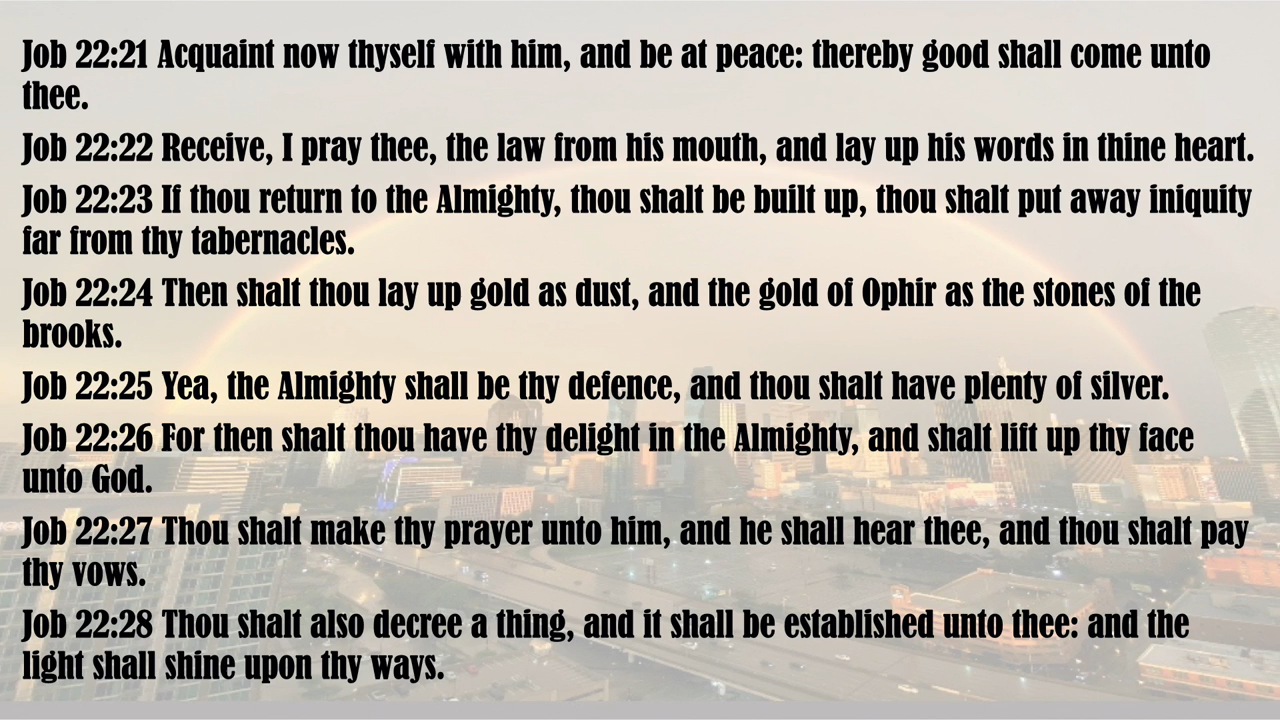 Job 22:21 Acquaint now thyself with him, and be at peace: thereby good shall come unto
thee.
Job 22:22 Receive, I pray thee, the law from his mouth, and lay up his words in thine heart.
Job 22:23 If thou return to the Almighty, thou shalt be built up, thou shalt put away iniquity
far from thy tabernacles.
Job 22:24 Then shalt thou lay up gold as dust, and the gold of Ophir as the stones of the
brooks.
Job 22:25 Yea, the Almighty shall be thy defence, and thou shalt have plenty of silver.
Job 22:26 For then shalt thou have thy delight in the Almighty, and shalt lift up thy face
unto God.
Job 22:27 Thou shalt make thy prayer unto him, and he shall hear thee, and thou shalt pay
thy vows.
Job 22:28 Thou shalt also decree a thing, and it shall be established unto thee: and the
light shall shine upon thy ways.